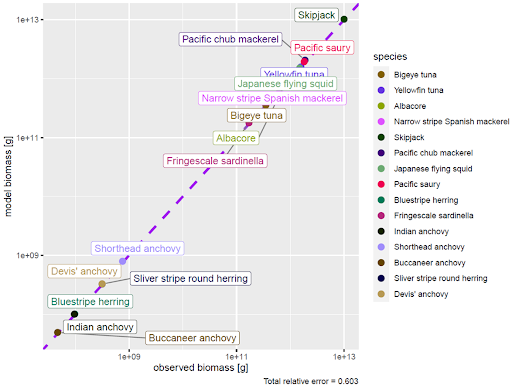 1e+13
1e+11
1e+09
model biomass [g]
Skipjack
Pacific chub mackerel
Pacific saury
Yellowfin tuna
Japanese flying squid
Narrow stripe Spanish mackerel
Bigeye tuna
Albacore
Fringescale sardinella
Shorthead anchovy
Devis' anchovy
Sliver stripe round herring
Bluestripe herring
Indian anchovy
Buccaneer anchovy
1e+09 1e+11 1e+13
observed biomass [g]
Total relative error = 0.603
species
Bigeye tuna
Yellowfin tuna
Albacore
Narrow stripe Spanish mackerel
Skipjack
Pacific chub mackerel
Japanese flying squid
Pacific saury
Bluestripe herring
Fringescale sardinella
Indian anchovy
Shorthead anchovy
Buccaneer anchovy
Sliver stripe round herring
Devis' anchovy